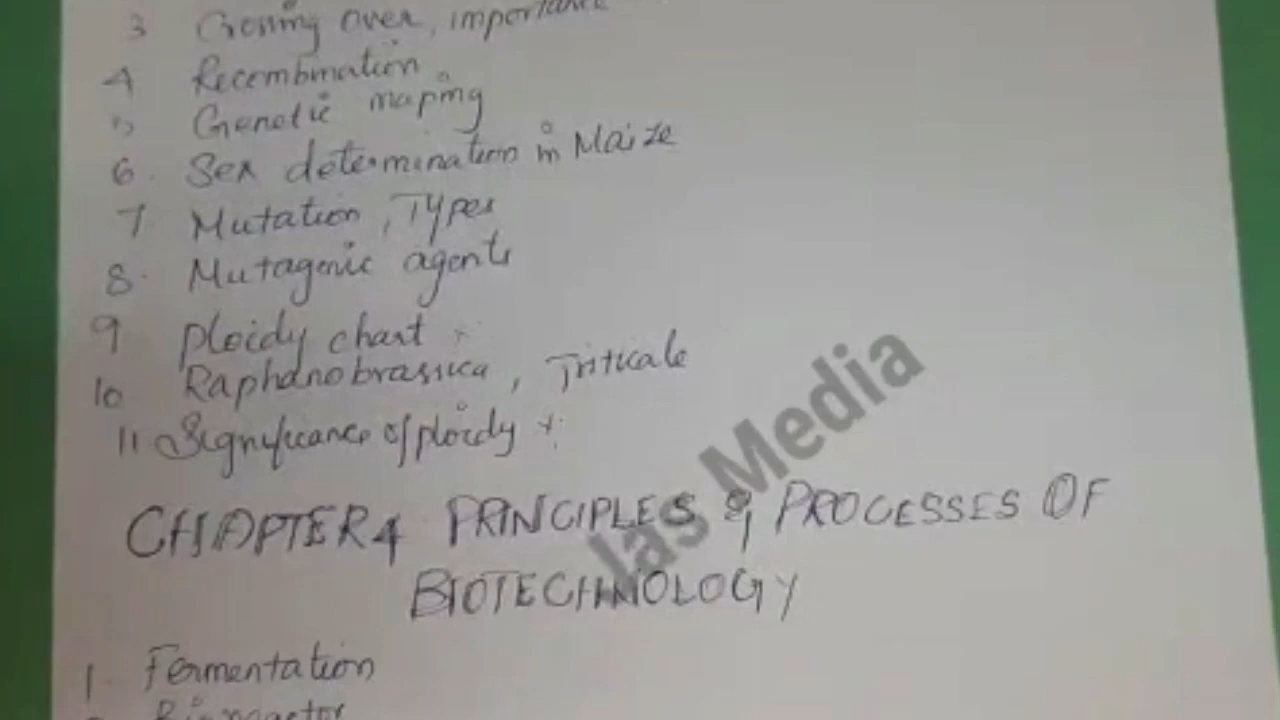 3 Crossing over, importance
4 Recombination
5 Genetic maping
6. Sex determination in Maize
7 Mutation, Types
8. Mutagenic agents
9 ploidy chart
10 Raphanobrassica, Triticale
11 Significance of ploidy
Ias Media
CHAPTER 4 PRINCIPLES & PROCESSES OF
BIOTECHNOLOGY
1. Fermentation
Bioreactor